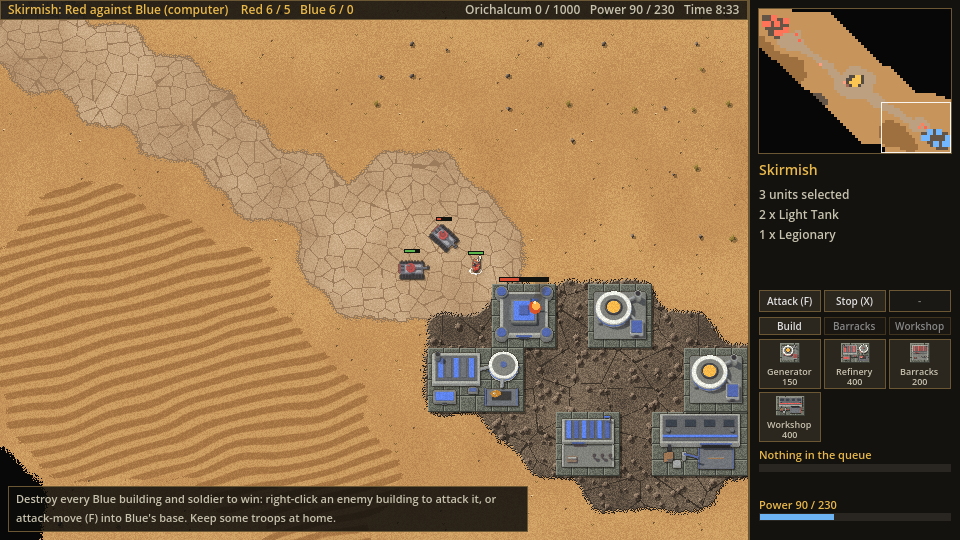 Skirmish: Red against Blue (computer) Red 6 / 5 Blue 6 / 0 Orichalcum 0 / 1000 Power 90 / 230 Time 8:33
Skirmish
3 units selected
2 x Light Tank
1 x Legionary
Attack (F) Stop (X) -
Build Barracks Workshop
Generator Refinery Barracks
150 400 200
Workshop
400
Nothing in the queue
Power 90 / 230
Destroy every Blue building and soldier to win: right-click an enemy building to attack it, or
attack-move (F) into Blue's base. Keep some troops at home.